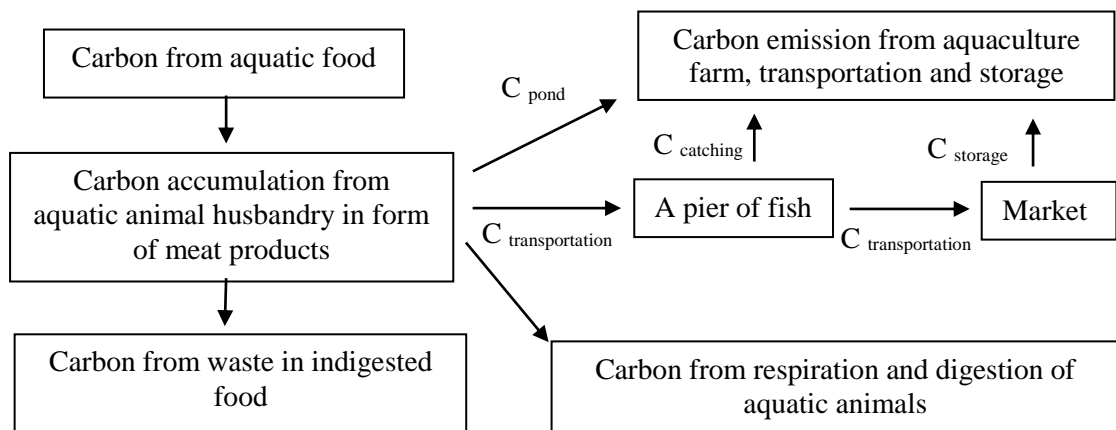 Carbon from aquatic food
Carbon emission from aquaculture
farm, transportation and storage
C pond
C catching
C storage
Carbon accumulation from
aquatic animal husbandry in form
of meat products
A pier of fish
Market
C transportation
C transportation
Carbon from waste in indigested
food
Carbon from respiration and digestion of
aquatic animals